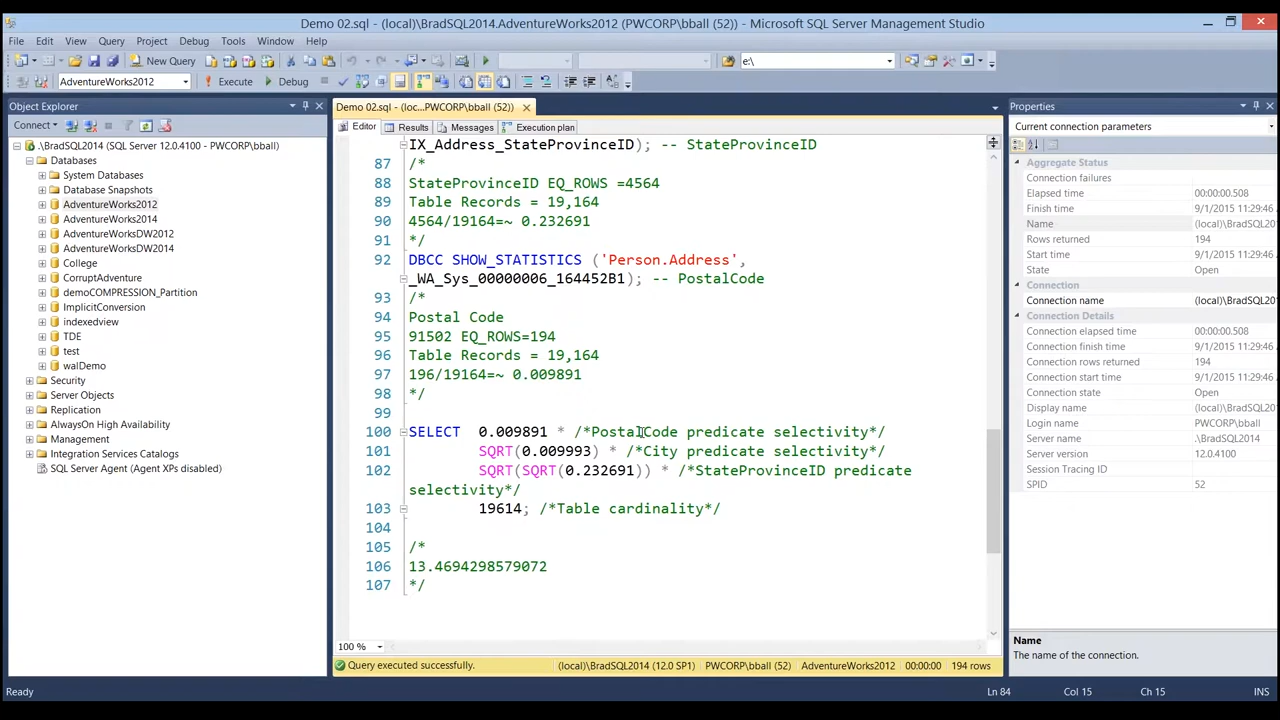 Demo 02.sql - (local)\BradSQL2014.AdventureWorks2012 (PWCORP\bball (52)) - Microsoft SQL Server Management Studio
File Edit View Query Project Debug Tools Window Help
New Query e:\
AdventureWorks2012 Execute Debug
Object Explorer
Connect
.\BradSQL2014 (SQL Server 12.0.4100 - PWCORP\bball)
Databases
System Databases
Database Snapshots
AdventureWorks2012
AdventureWorks2014
AdventureWorksDW2012
AdventureWorksDW2014
College
CorruptAdventure
demoCOMPRESSION_Partition
ImplicitConversion
indexedview
TDE
test
walDemo
Security
Server Objects
Replication
AlwaysOn High Availability
Management
Integration Services Catalogs
SQL Server Agent (Agent XPs disabled)
Demo 02.sql - (loc...PWCORP\bball (52))
Editor Results Messages Execution plan
IX_Address_StateProvinceID); -- StateProvinceID
87 /*
88 StateProvinceID EQ_ROWS =4564
89 Table Records = 19,164
90 4564/19164=~ 0.232691
91 */
92 DBCC SHOW_STATISTICS ('Person.Address',
_WA_Sys_00000006_164452B1); -- PostalCode
93 /*
94 Postal Code
95 91502 EQ_ROWS=194
96 Table Records = 19,164
97 196/19164=~ 0.009891
98 */
99
100 SELECT 0.009891 * /*PostalCode predicate selectivity*/
101 SQRT(0.009993) * /*City predicate selectivity*/
102 SQRT(SQRT(0.232691)) * /*StateProvinceID predicate
selectivity*/
103 19614; /*Table cardinality*/
104
105 /*
106 13.4694298579072
107 */
100 %
Query executed successfully. (local)\BradSQL2014 (12.0 SP1) PWCORP\bball (52) AdventureWorks2012 00:00:00 194 rows
Properties
Current connection parameters
Aggregate Status
Connection failures
Elapsed time 00:00:00.508
Finish time 9/1/2015 11:29:46
Name (local)\BradSQL20
Rows returned 194
Start time 9/1/2015 11:29:46
State Open
Connection
Connection name (local)\BradSQL20
Connection Details
Connection elapsed time 00:00:00.508
Connection finish time 9/1/2015 11:29:46
Connection rows returned 194
Connection start time 9/1/2015 11:29:46
Connection state Open
Display name (local)\BradSQL20
Login name PWCORP\bball
Server name .\BradSQL2014
Server version 12.0.4100
Session Tracing ID
SPID 52
Name
The name of the connection.
Ready Ln 84 Col 15 Ch 15 INS